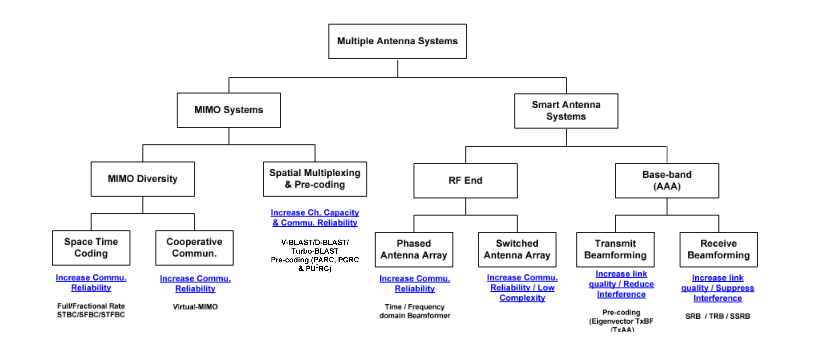 Multiple Antenna Systems
MIMO Systems
Smart Antenna
Systems
MIMO Diversity
Spatial Multiplexing
& Pre-coding
RF End
Base-band
(AAA)
Increase Ch. Capacity
& Commu. Reliability
V-BLAST/D-BLAST/
Turbo-BLAST
Pre-coding (PARC, PGRC
& PU²RC)
Space Time
Coding
Cooperative
Commun.
Phased
Antenna Array
Switched
Antenna Array
Transmit
Beamforming
Receive
Beamforming
Increase Commu.
Reliability
Full/Fractional Rate
STBC/SFBC/STFBC
Increase Commu.
Reliability
Virtual-MIMO
Increase Commu.
Reliability
Time / Frequency
domain Beamformer
Increase Commu.
Reliability / Low
Complexity
Increase link
quality / Reduce
Interference
Pre-coding
(Eigenvector TxBF
/TxAA)
Increase link
quality / Suppress
Interference
SRB / TRB / SSRB